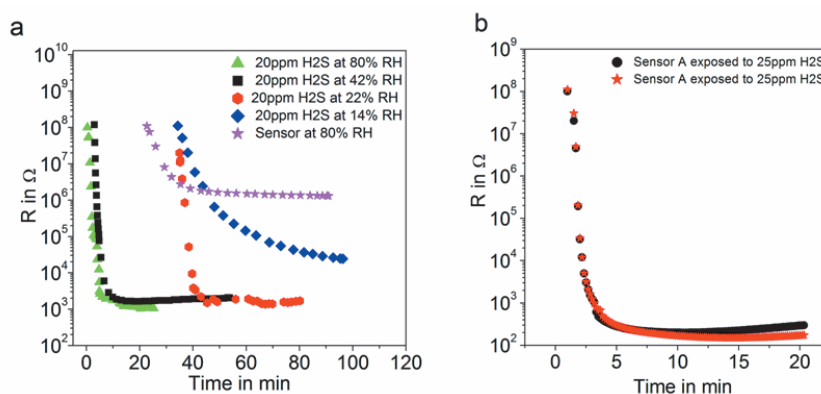 a
10^10
10^9
10^8
10^7
10^6
10^5
10^4
10^3
10^2
R in Ω
20ppm H2S at 80% RH
20ppm H2S at 42% RH
20ppm H2S at 22% RH
20ppm H2S at 14% RH
Sensor at 80% RH
0 20 40 60 80 100 120
Time in min
b
10^9
10^8
10^7
10^6
10^5
10^4
10^3
10^2
R in Ω
Sensor A exposed to 25ppm H2S
Sensor A exposed to 25ppm H2S
0 5 10 15 20
Time in min